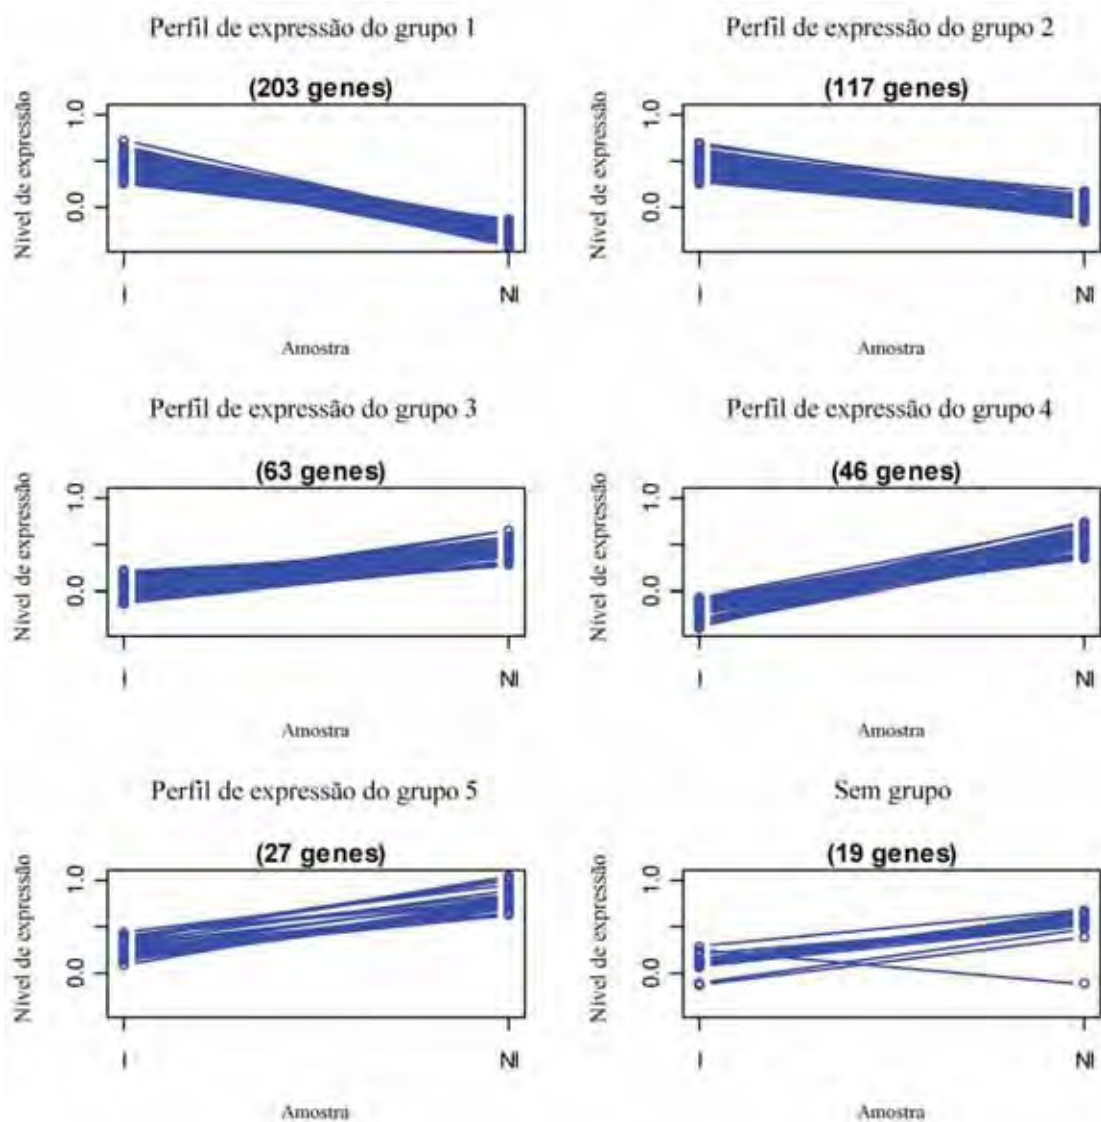 Perfil de expressão do grupo 1
(203 genes)
Nível de expressão
1.0
0.0
I
NI
Amostra
Perfil de expressão do grupo 2
(117 genes)
Nível de expressão
1.0
0.0
I
NI
Amostra
Perfil de expressão do grupo 3
(63 genes)
Nível de expressão
1.0
0.0
I
NI
Amostra
Perfil de expressão do grupo 4
(46 genes)
Nível de expressão
1.0
0.0
I
NI
Amostra
Perfil de expressão do grupo 5
(27 genes)
Nível de expressão
1.0
0.0
I
NI
Amostra
Sem grupo
(19 genes)
Nível de expressão
1.0
0.0
I
NI
Amostra